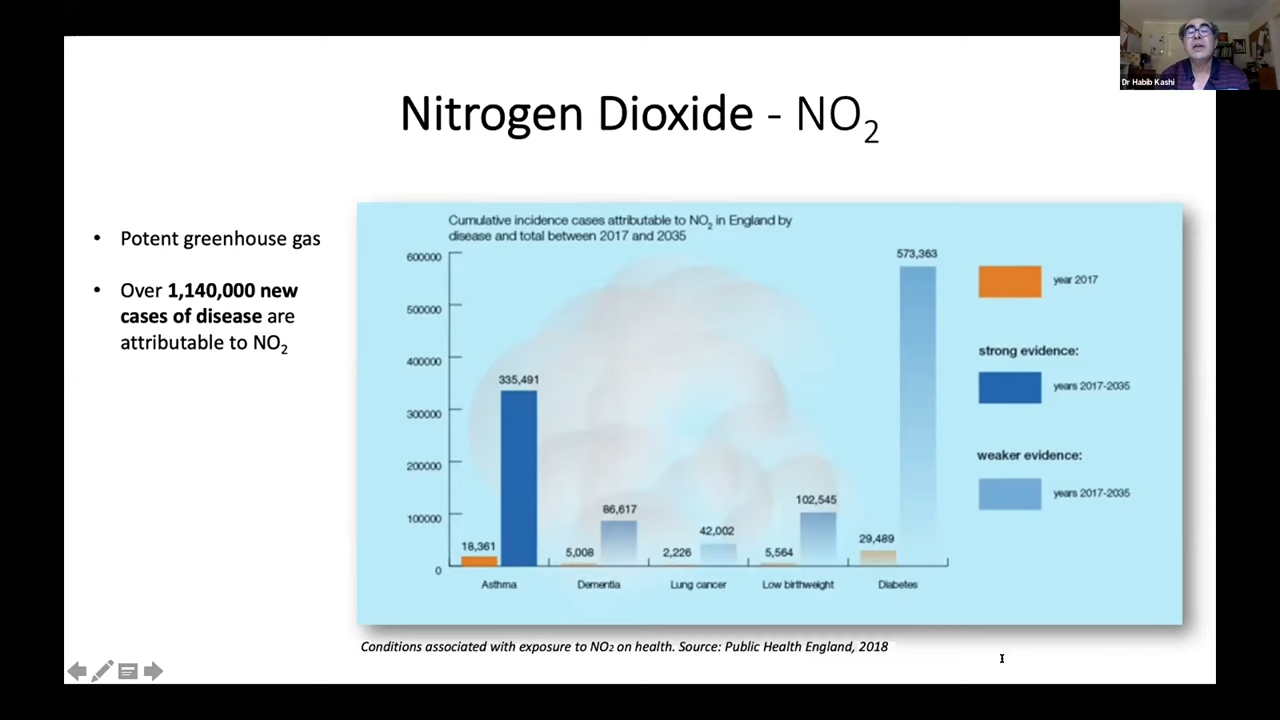 Dr Habib Kashi
Nitrogen Dioxide - NO₂
• Potent greenhouse gas
• Over 1,140,000 new
cases of disease are
attributable to NO₂
Cumulative incidence cases attributable to NO₂ in England by
disease and total between 2017 and 2035
600000
500000
400000
300000
200000
100000
0
18,361
335,491
5,008
86,617
2,226
42,002
5,564
102,545
29,489
573,363
Asthma
Dementia
Lung cancer
Low birthweight
Diabetes
year 2017
strong evidence:
years 2017-2035
weaker evidence:
years 2017-2035
Conditions associated with exposure to NO₂ on health. Source: Public Health England, 2018